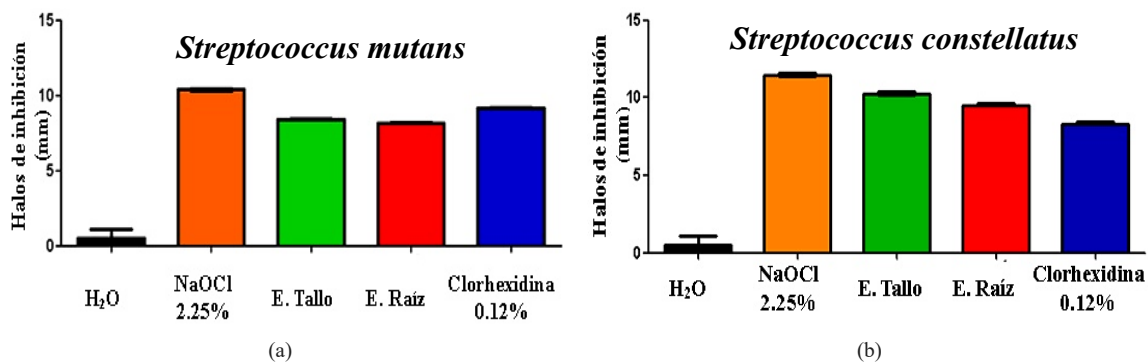 Streptococcus mutans
Halos de inhibición
(mm)
15
10
5
0
H₂O
NaOCl
2.25%
E. Tallo
E. Raíz
Clorhexidina
0.12%
(a)
Streptococcus constellatus
Halos de inhibición
(mm)
15
10
5
0
H₂O
NaOCl
2.25%
E. Tallo
E. Raíz
Clorhexidina
0.12%
(b)